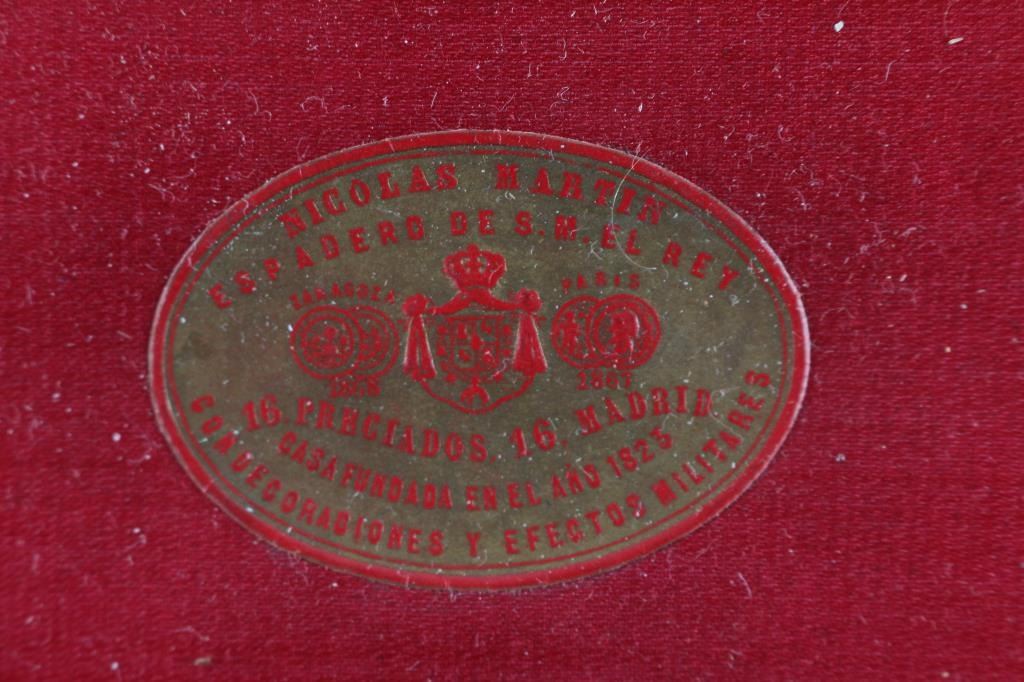 NICOLAS MARTIN
ESPADERO DE S. M. EL REY
ZARAGOZA PARIS
1867
16, PRECIADOS, 16, MADRID
CASA FUNDADA EN EL AÑO 1825
CONDECORACIONES Y EFECTOS MILITARES